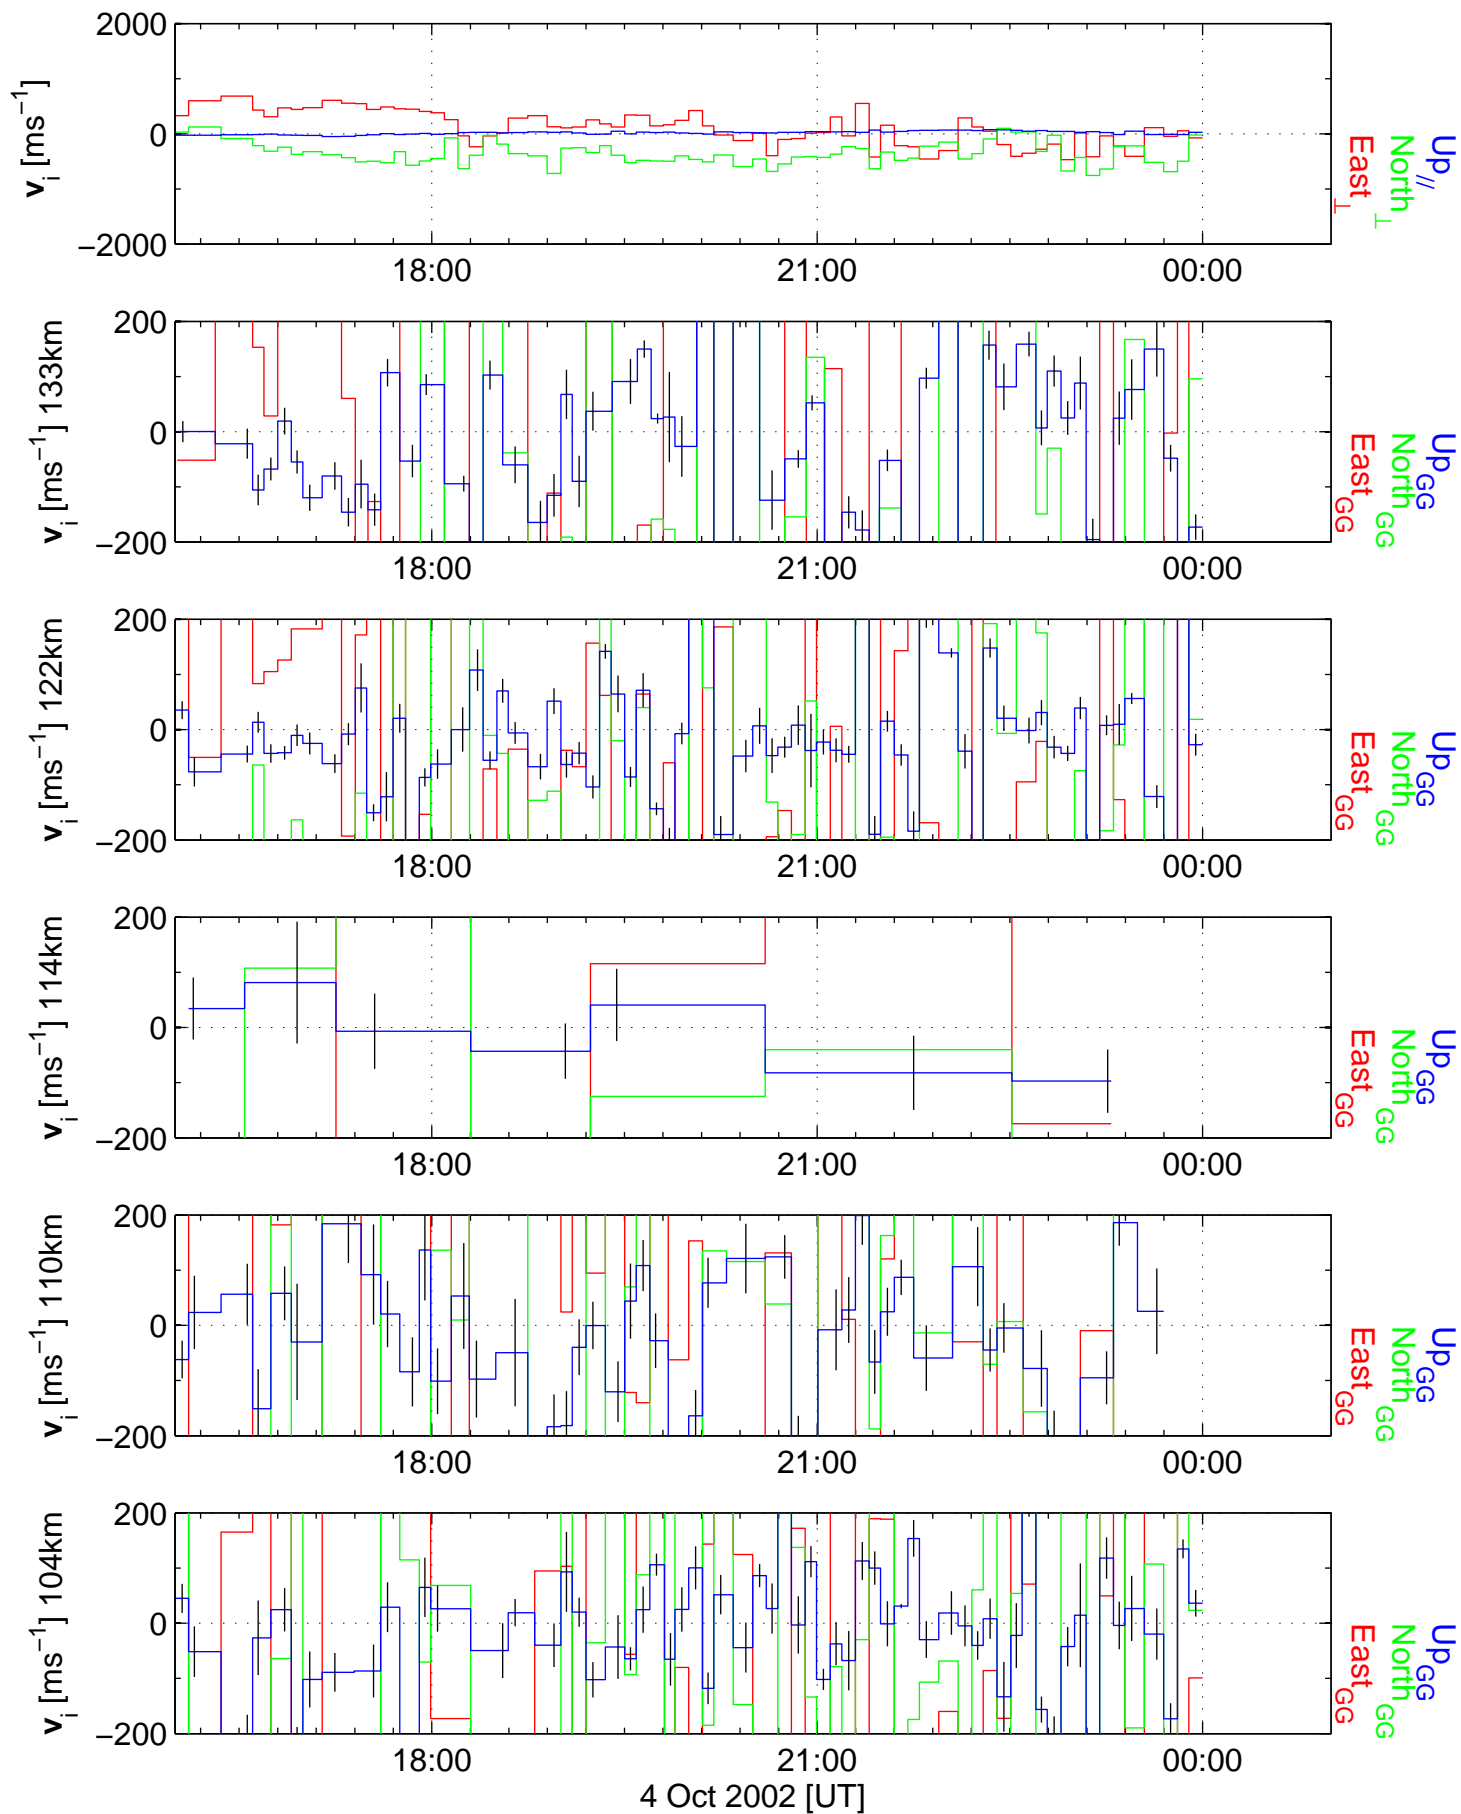 v_i [ms⁻¹]
2000
0
−2000
18:00 21:00 00:00
Up_//
North_⊥
East_⊥
v_i [ms⁻¹] 133km
200
0
−200
18:00 21:00 00:00
Up_GG
North_GG
East_GG
v_i [ms⁻¹] 122km
200
0
−200
18:00 21:00 00:00
Up_GG
North_GG
East_GG
v_i [ms⁻¹] 114km
200
0
−200
18:00 21:00 00:00
Up_GG
North_GG
East_GG
v_i [ms⁻¹] 110km
200
0
−200
18:00 21:00 00:00
Up_GG
North_GG
East_GG
v_i [ms⁻¹] 104km
200
0
−200
18:00 21:00 00:00
Up_GG
North_GG
East_GG
4 Oct 2002 [UT]